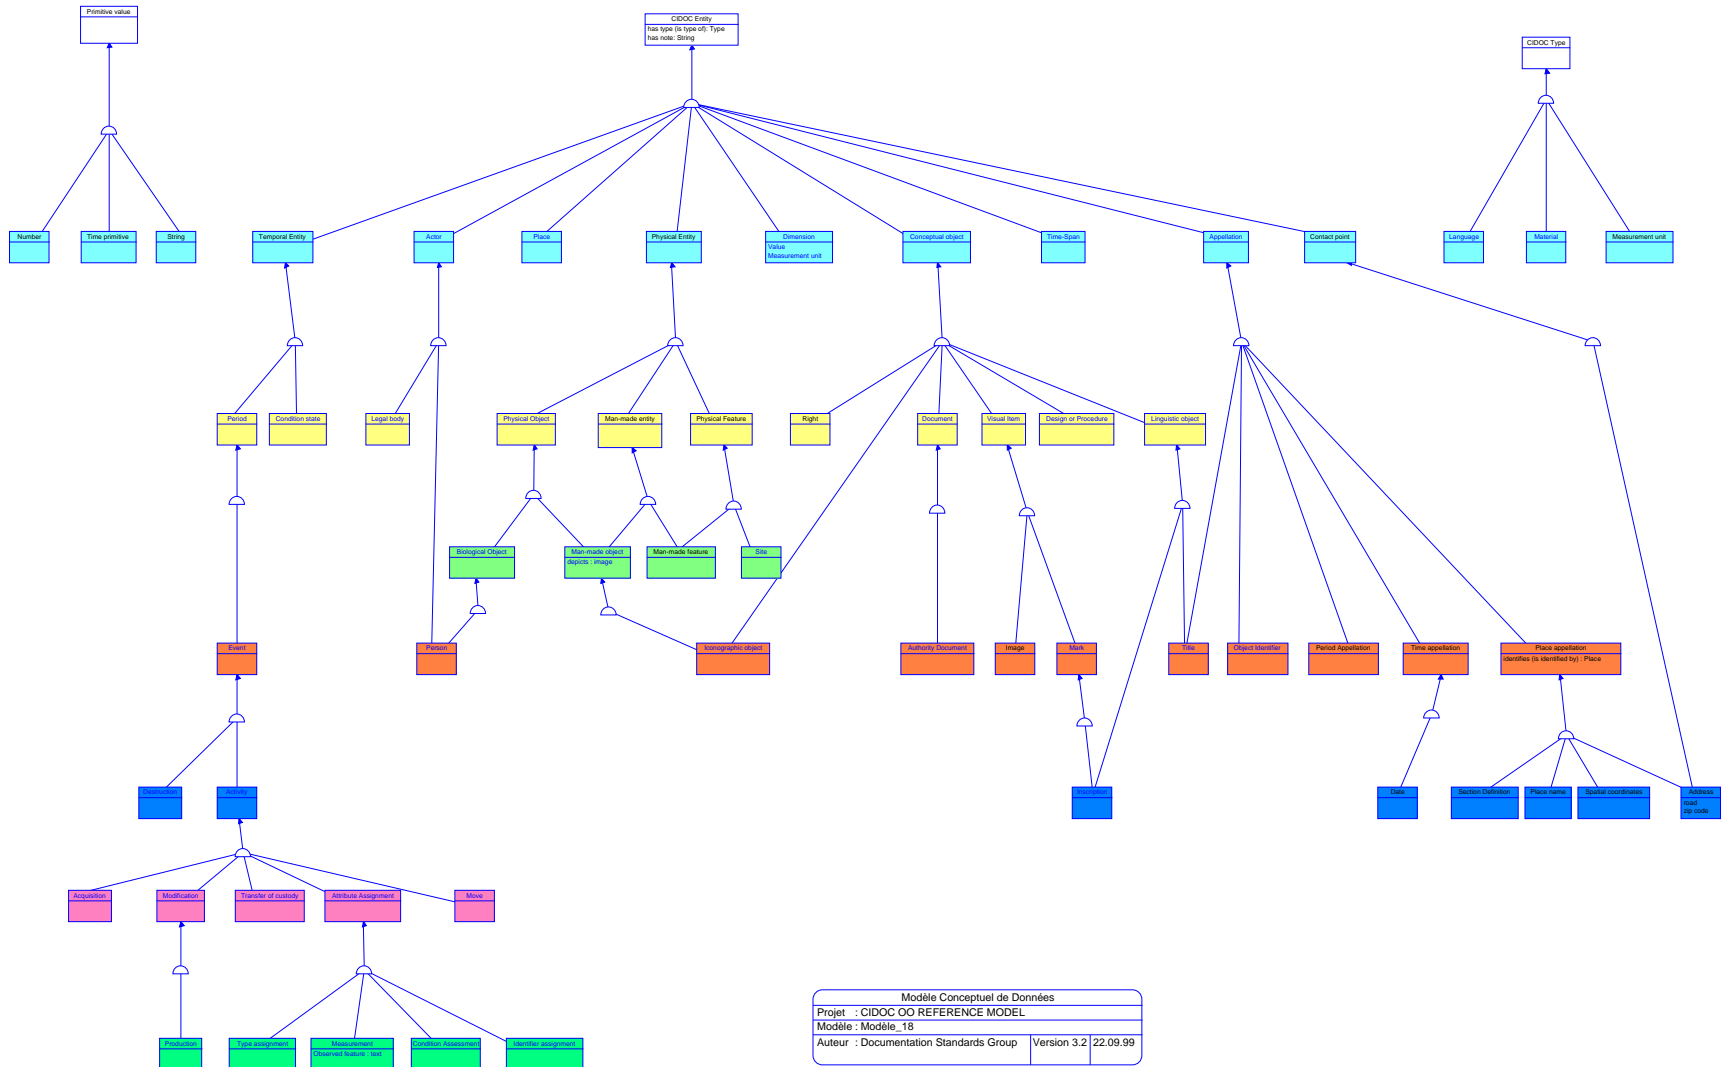 Primitive value
CIDOC Entity
has type (is type of): Type
has note: String
CIDOC Type
Number
Time primitive
String
Temporal Entity
Actor
Place
Physical Entity
Dimension
Value
Measurement unit
Conceptual object
Time-Span
Appellation
Contact point
Language
Material
Measurement unit
Period
Condition state
Legal body
Physical Object
Man-made entity
Physical Feature
Right
Document
Visual Item
Design or Procedure
Linguistic object
Biological Object
Man-made object
depicts : image
Man-made feature
Site
Event
Person
Iconographic object
Authority Document
Image
Mark
Title
Object Identifier
Period Appellation
Time appellation
Place appellation
identifies (is identified by) : Place
Destruction
Activity
Inscription
Date
Section Definition
Place name
Spatial coordinates
Address
road
zip code
Acquisition
Modification
Transfer of custody
Attribute Assignment
Move
Production
Type assignment
Measurement
Observed feature : text
Condition Assessment
Identifier assignment
Modèle Conceptuel de Données
Projet : CIDOC OO REFERENCE MODEL
Modèle : Modèle_18
Auteur : Documentation Standards Group Version 3.2 22.09.99